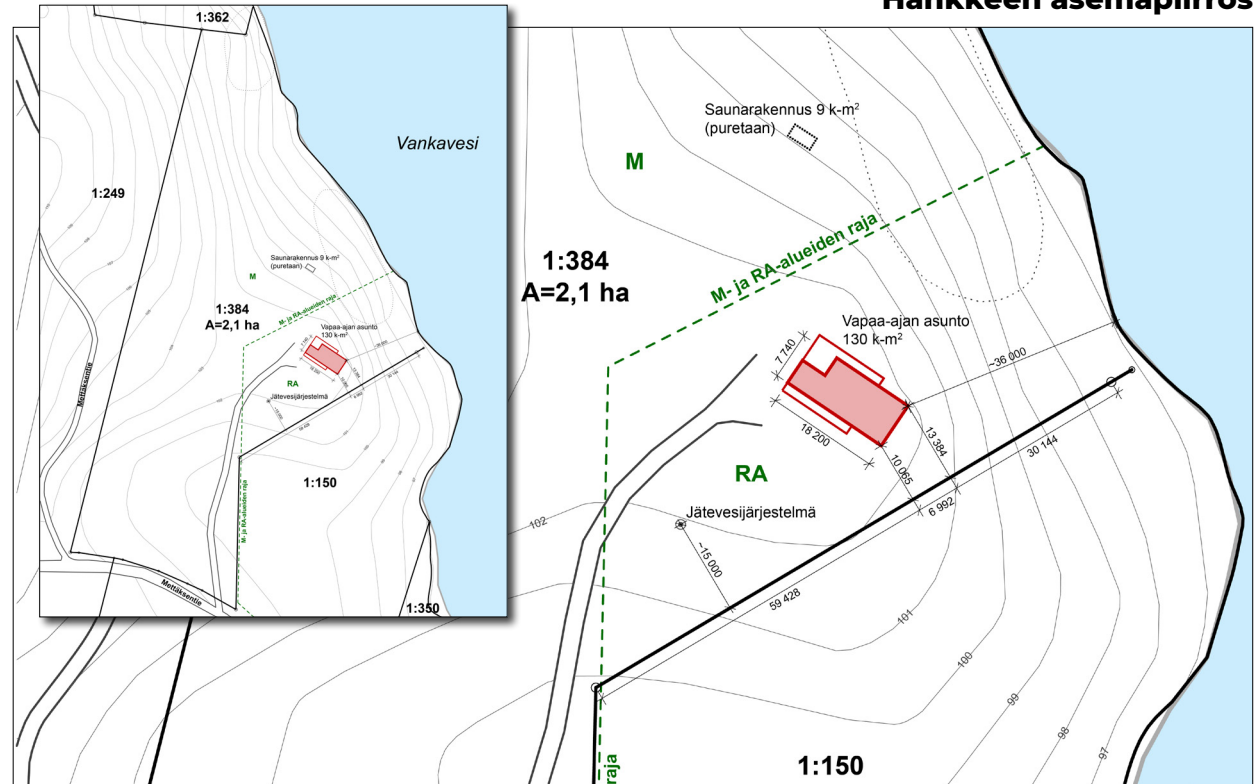 Hankkeen asemapiirros
1:362
Vankavesi
1:249
Saunarakennus 9 k-m²
(puretaan)
M
1:384
A=2,1 ha
M- ja RA-alueiden raja
Vapaa-ajan asunto
130 k-m²
RA
Jätevesijärjestelmä
Mettäksentie
1:150
M- ja RA-alueiden raja
Mettäksentie
1:350
Saunarakennus 9 k-m²
(puretaan)
M
1:384
A=2,1 ha
M- ja RA-alueiden raja
Vapaa-ajan asunto
130 k-m²
7 740
~36 000
18 200
13 384
10 065
30 144
6 992
RA
Jätevesijärjestelmä
102
~15 000
59 428
101
100
99
98
97
1:150
raja